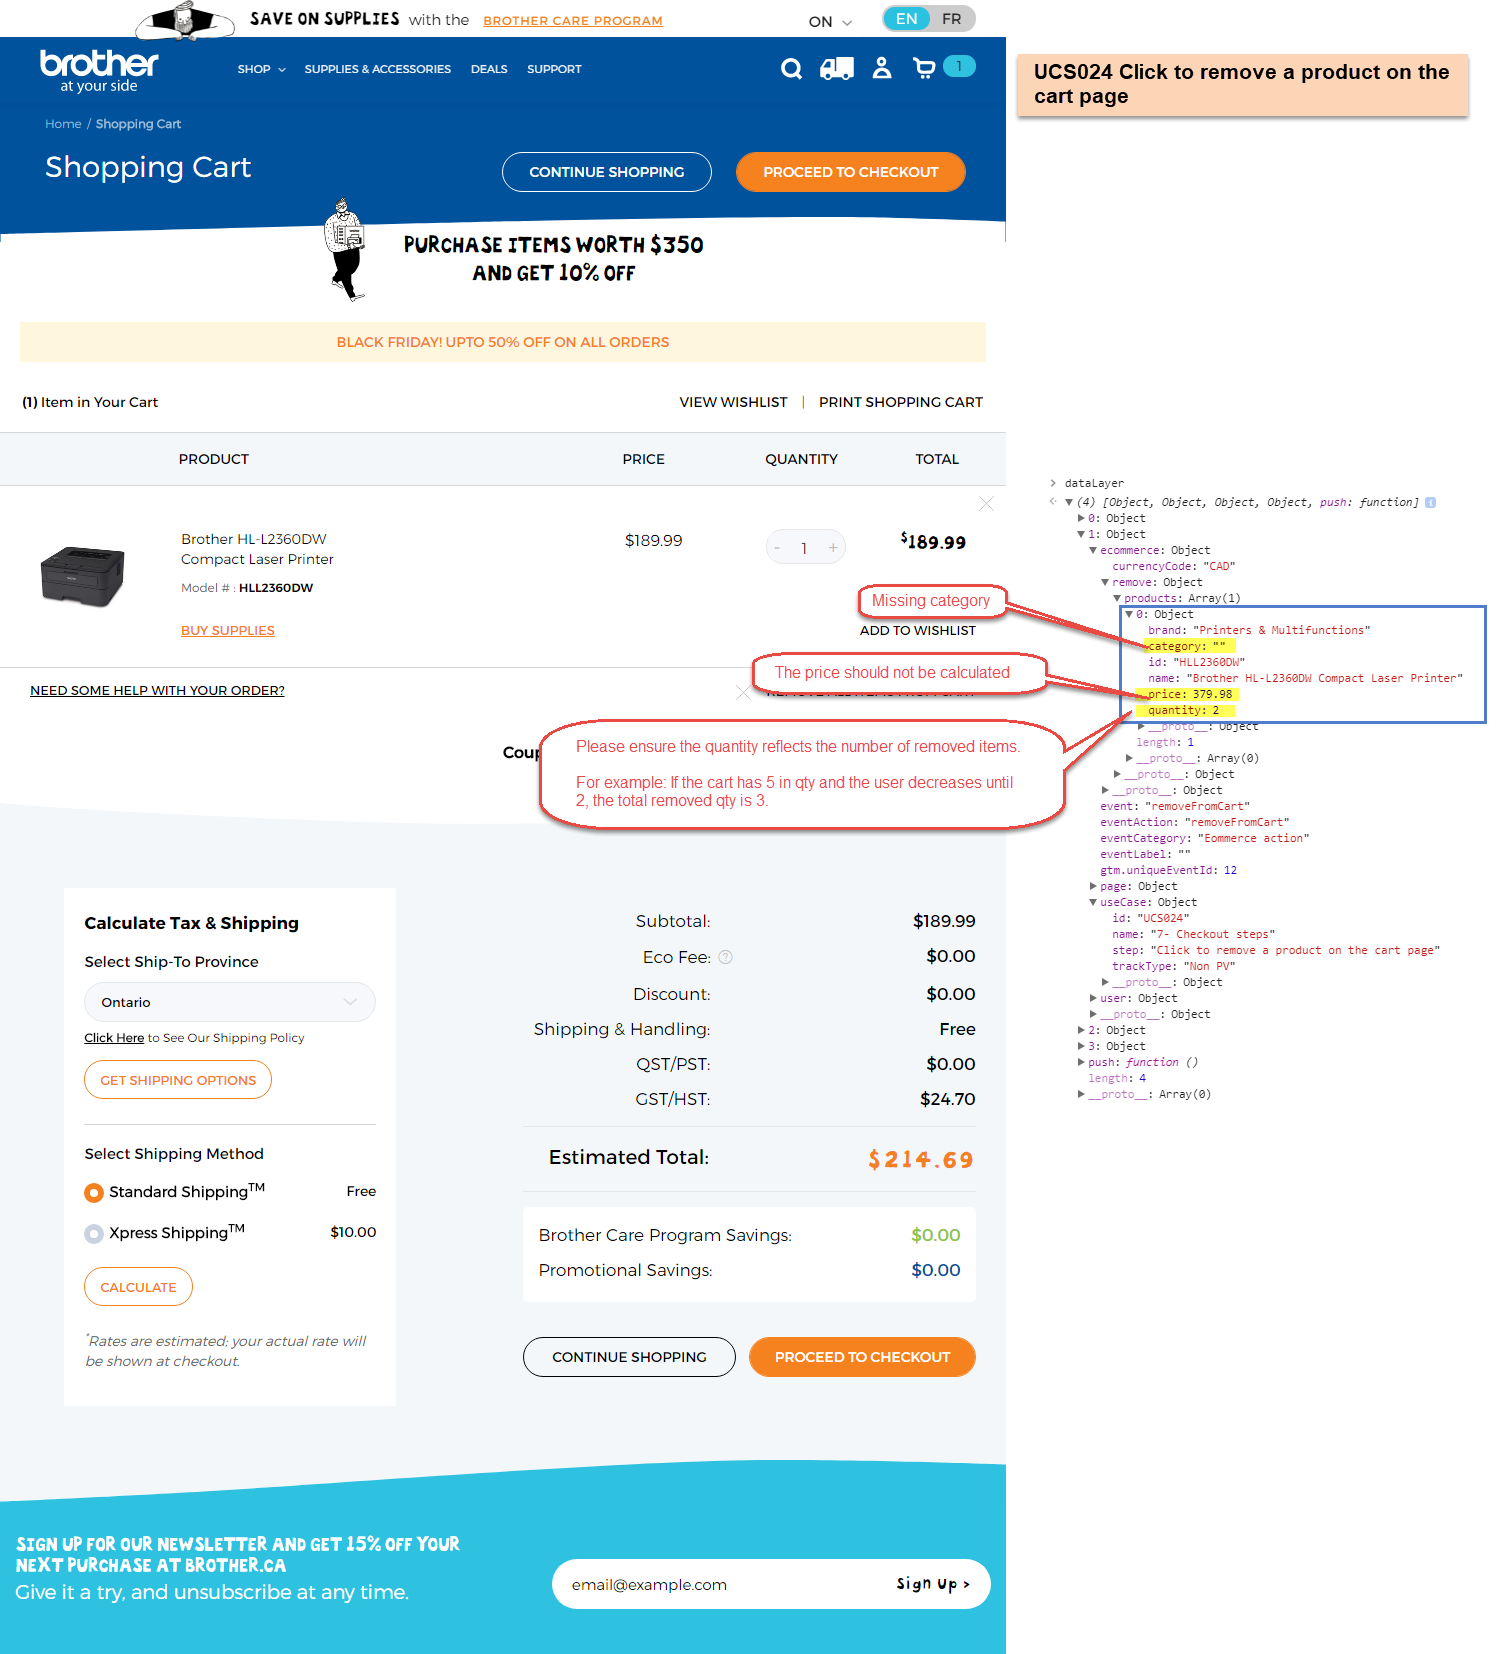 SAVE ON SUPPLIES with the BROTHER CARE PROGRAM
ON
EN FR
brother
at your side
SHOP SUPPLIES & ACCESSORIES DEALS SUPPORT
1
UCS024 Click to remove a product on the
cart page
Home / Shopping Cart
Shopping Cart
CONTINUE SHOPPING
PROCEED TO CHECKOUT
PURCHASE ITEMS WORTH $350
AND GET 10% OFF
BLACK FRIDAY! UPTO 50% OFF ON ALL ORDERS
(1) Item in Your Cart
VIEW WISHLIST | PRINT SHOPPING CART
PRODUCT PRICE QUANTITY TOTAL
Brother HL-L2360DW
Compact Laser Printer
Model # : HLL2360DW
BUY SUPPLIES
$189.99
- 1 +
$189.99
ADD TO WISHLIST
NEED SOME HELP WITH YOUR ORDER?
Missing category
The price should not be calculated
Please ensure the quantity reflects the number of removed items.
For example: If the cart has 5 in qty and the user decreases until
2, the total removed qty is 3.
> dataLayer
(4) [Object, Object, Object, Object, push: function] i
0: Object
1: Object
ecommerce: Object
currencyCode: "CAD"
remove: Object
products: Array(1)
0: Object
brand: "Printers & Multifunctions"
category: ""
id: "HLL2360DW"
name: "Brother HL-L2360DW Compact Laser Printer"
price: 379.98
quantity: 2
__proto__: Object
length: 1
__proto__: Array(0)
__proto__: Object
__proto__: Object
event: "removeFromCart"
eventAction: "removeFromCart"
eventCategory: "Eommerce action"
eventLabel: ""
gtm.uniqueEventId: 12
page: Object
useCase: Object
id: "UCS024"
name: "7- Checkout steps"
step: "Click to remove a product on the cart page"
trackType: "Non PV"
__proto__: Object
user: Object
__proto__: Object
2: Object
3: Object
push: function ()
length: 4
__proto__: Array(0)
Calculate Tax & Shipping
Select Ship-To Province
Ontario
Click Here to See Our Shipping Policy
GET SHIPPING OPTIONS
Select Shipping Method
Standard Shipping™ Free
Xpress Shipping™ $10.00
CALCULATE
*Rates are estimated; your actual rate will
be shown at checkout.
Subtotal: $189.99
Eco Fee: ? $0.00
Discount: $0.00
Shipping & Handling: Free
QST/PST: $0.00
GST/HST: $24.70
Estimated Total: $214.69
Brother Care Program Savings: $0.00
Promotional Savings: $0.00
CONTINUE SHOPPING
PROCEED TO CHECKOUT
SIGN UP FOR OUR NEWSLETTER AND GET 15% OFF YOUR
NEXT PURCHASE AT BROTHER.CA
Give it a try, and unsubscribe at any time.
email@example.com
Sign Up >